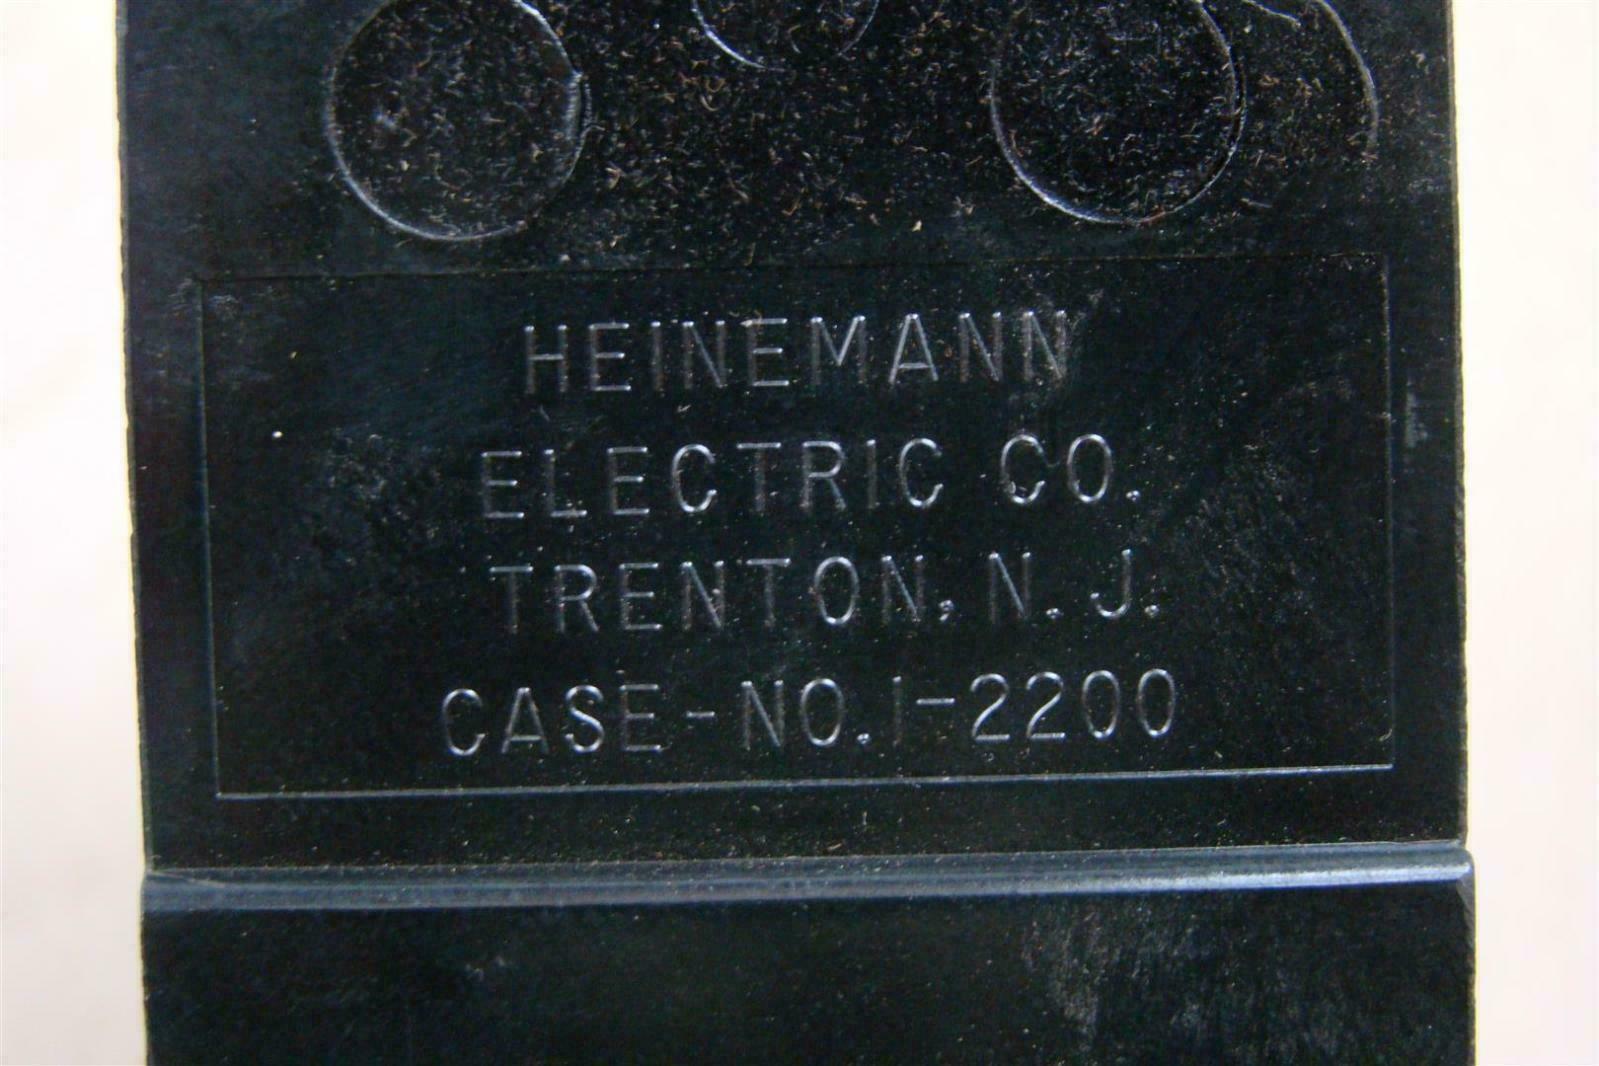 HEINEMANN
ELECTRIC CO.
TRENTON, N. J.
CASE-NO. 1-2200